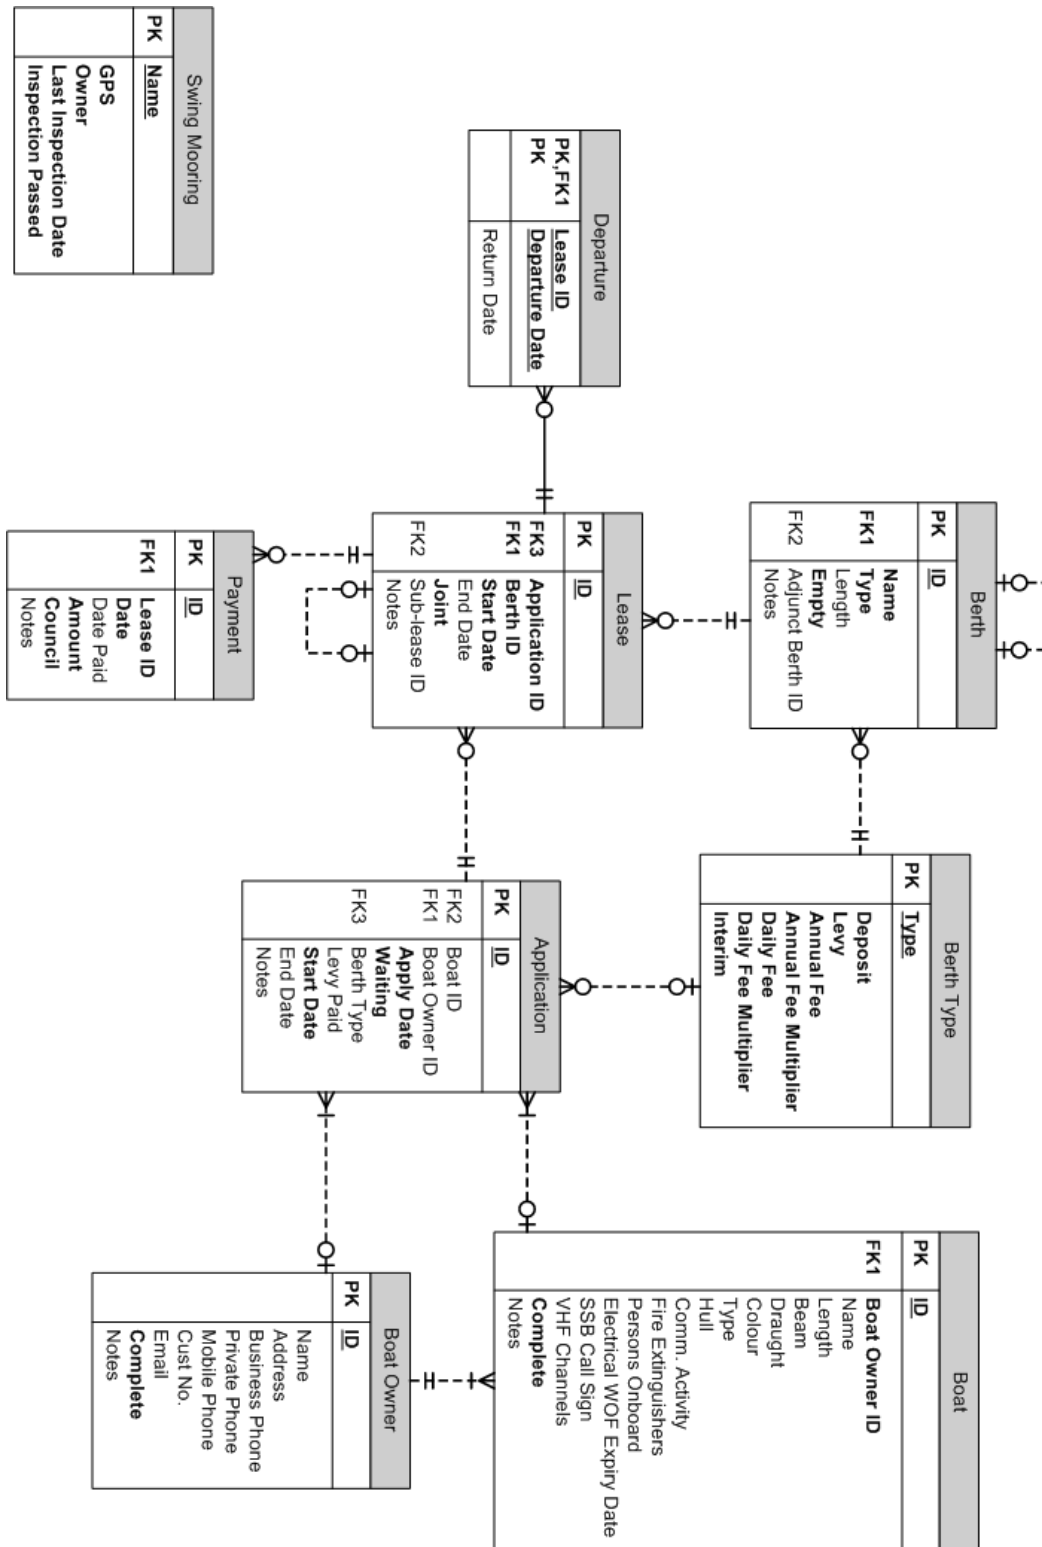 Swing Mooring
PK Name
GPS
Owner
Last Inspection Date
Inspection Passed
Departure
PK,FK1 Lease ID
PK Departure Date
Return Date
Berth
PK ID
Name
FK1 Type
Length
Empty
FK2 Adjunct Berth ID
Notes
Lease
PK ID
FK3 Application ID
FK1 Berth ID
Start Date
End Date
Joint
FK2 Sub-lease ID
Notes
Payment
PK ID
FK1 Lease ID
Date
Date Paid
Amount
Council
Notes
Berth Type
PK Type
Deposit
Levy
Annual Fee
Annual Fee Multiplier
Daily Fee
Daily Fee Multiplier
Interim
Application
PK ID
FK2 Boat ID
FK1 Boat Owner ID
Apply Date
Waiting
FK3 Berth Type
Levy Paid
Start Date
End Date
Notes
Boat
PK ID
FK1 Boat Owner ID
Name
Length
Beam
Draught
Colour
Type
Hull
Comm. Activity
Fire Extinguishers
Persons Onboard
Electrical WOF Expiry Date
SSB Call Sign
VHF Channels
Complete
Notes
Boat Owner
PK ID
Name
Address
Business Phone
Private Phone
Mobile Phone
Cust No.
Email
Complete
Notes